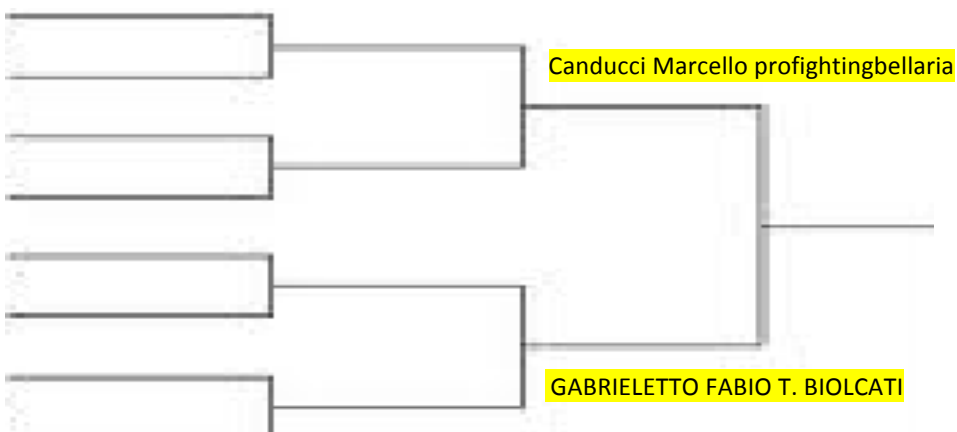 Canducci Marcello profightingbellaria
GABRIELETTO FABIO T. BIOLCATI